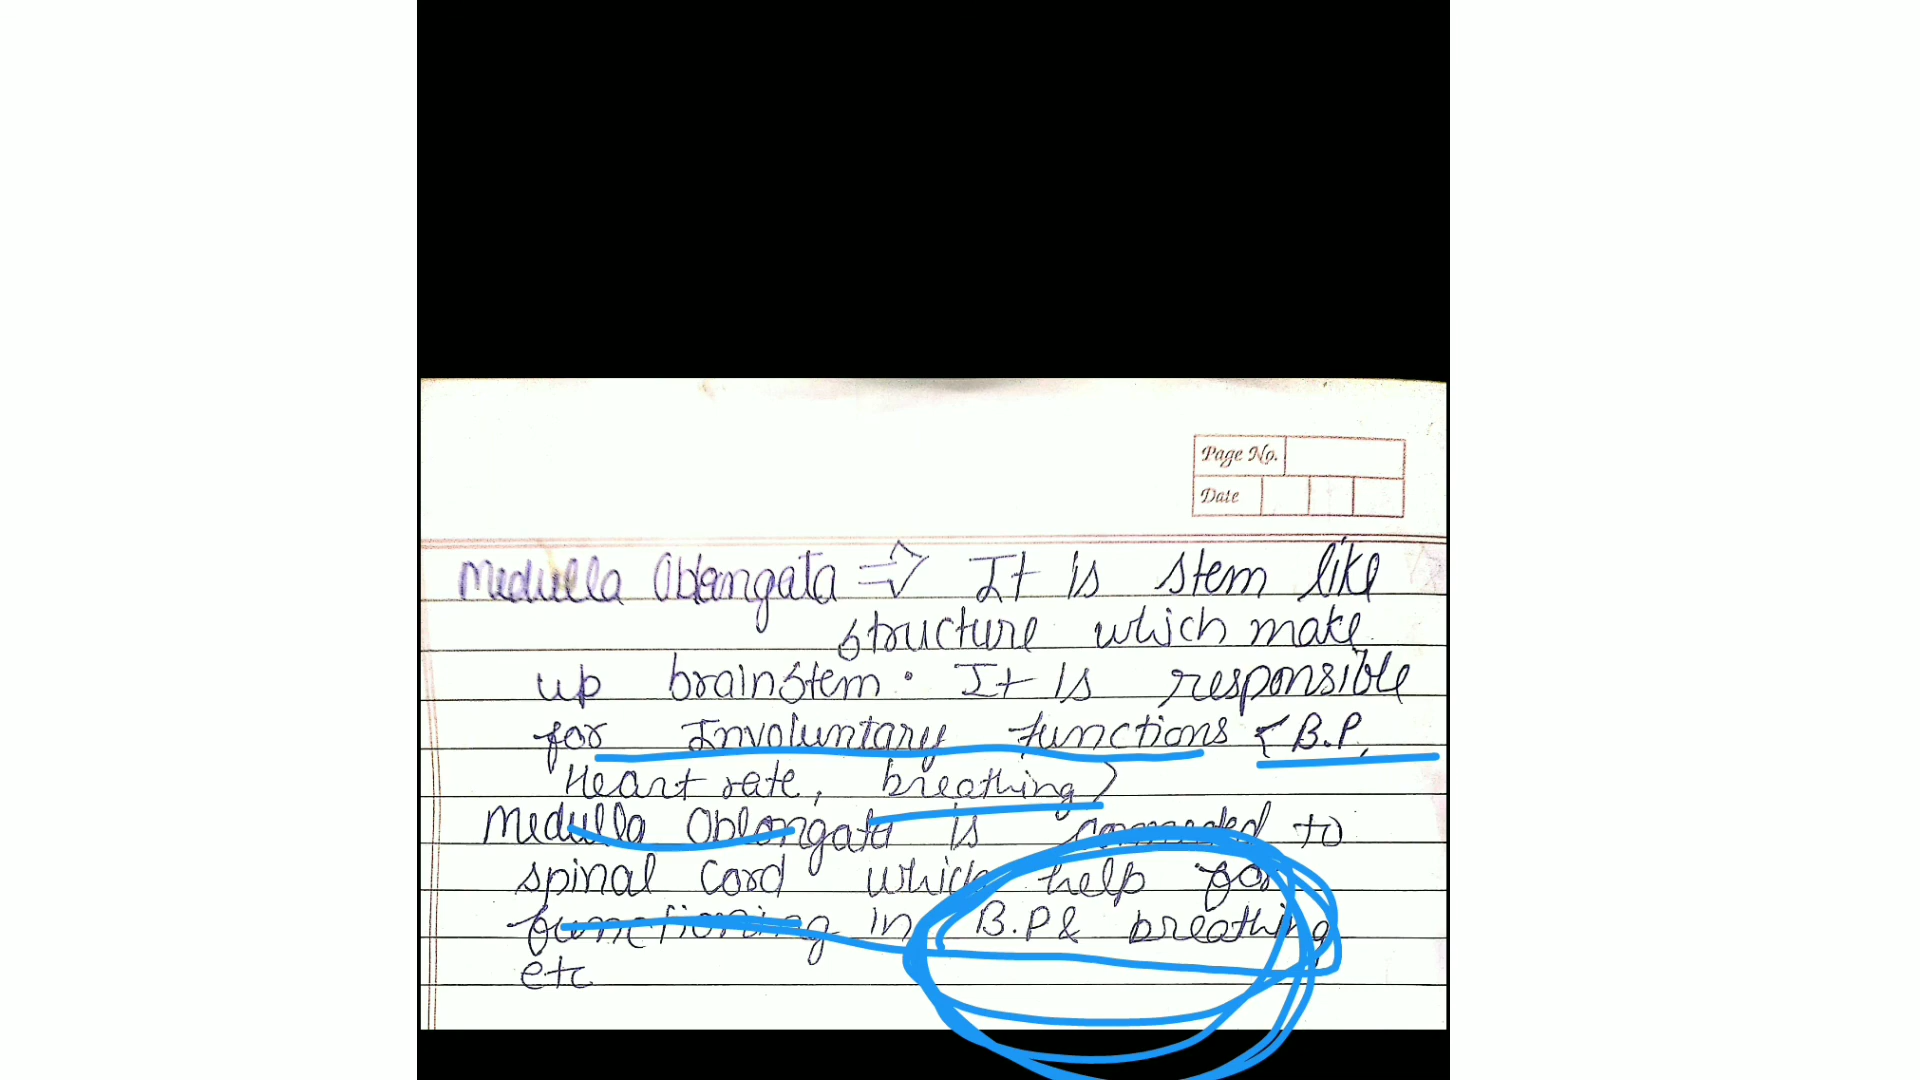 Page No.
Date
Medulla Oblangata => It is stem like
structure which make
up brainstem. It is responsible
for Involuntary functions {B.P,
Heart rate, breathing}
Medulla Oblongata is connected to
spinal Cord which help for
functioning in B.P & breathing
etc